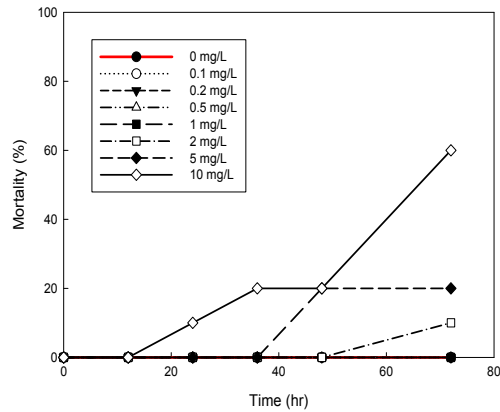 100
80
60
40
20
0
Mortality (%)
0 mg/L
0.1 mg/L
0.2 mg/L
0.5 mg/L
1 mg/L
2 mg/L
5 mg/L
10 mg/L
0 20 40 60 80
Time (hr)